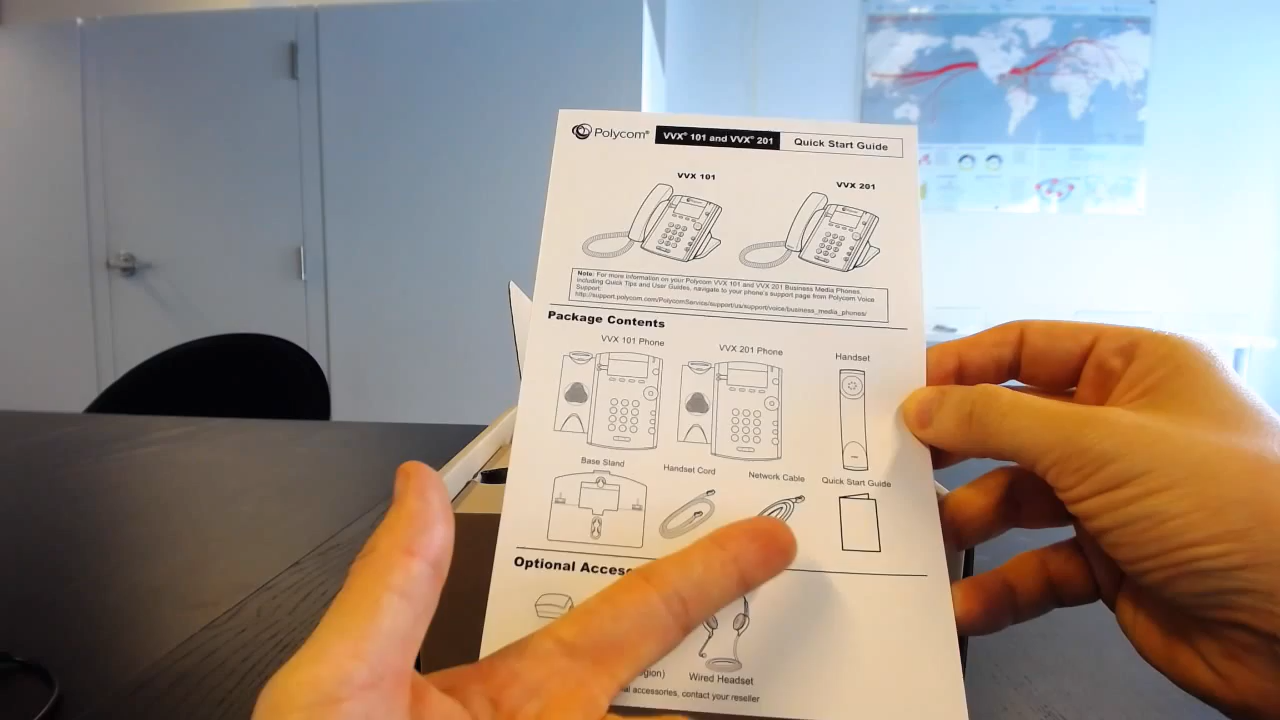 Polycom® VVX® 101 and VVX® 201 Quick Start Guide
VVX 101
VVX 201
Note: For more information on your Polycom VVX 101 and VVX 201 Business Media Phones,
including Quick Tips and User Guides, navigate to your phone's support page from Polycom Voice
Support:
http://support.polycom.com/PolycomService/support/us/support/voice/business_media_phones/
Package Contents
VVX 101 Phone
VVX 201 Phone
Handset
Base Stand
Handset Cord
Network Cable
Quick Start Guide
Optional
Wired Headset
accessories, contact your reseller